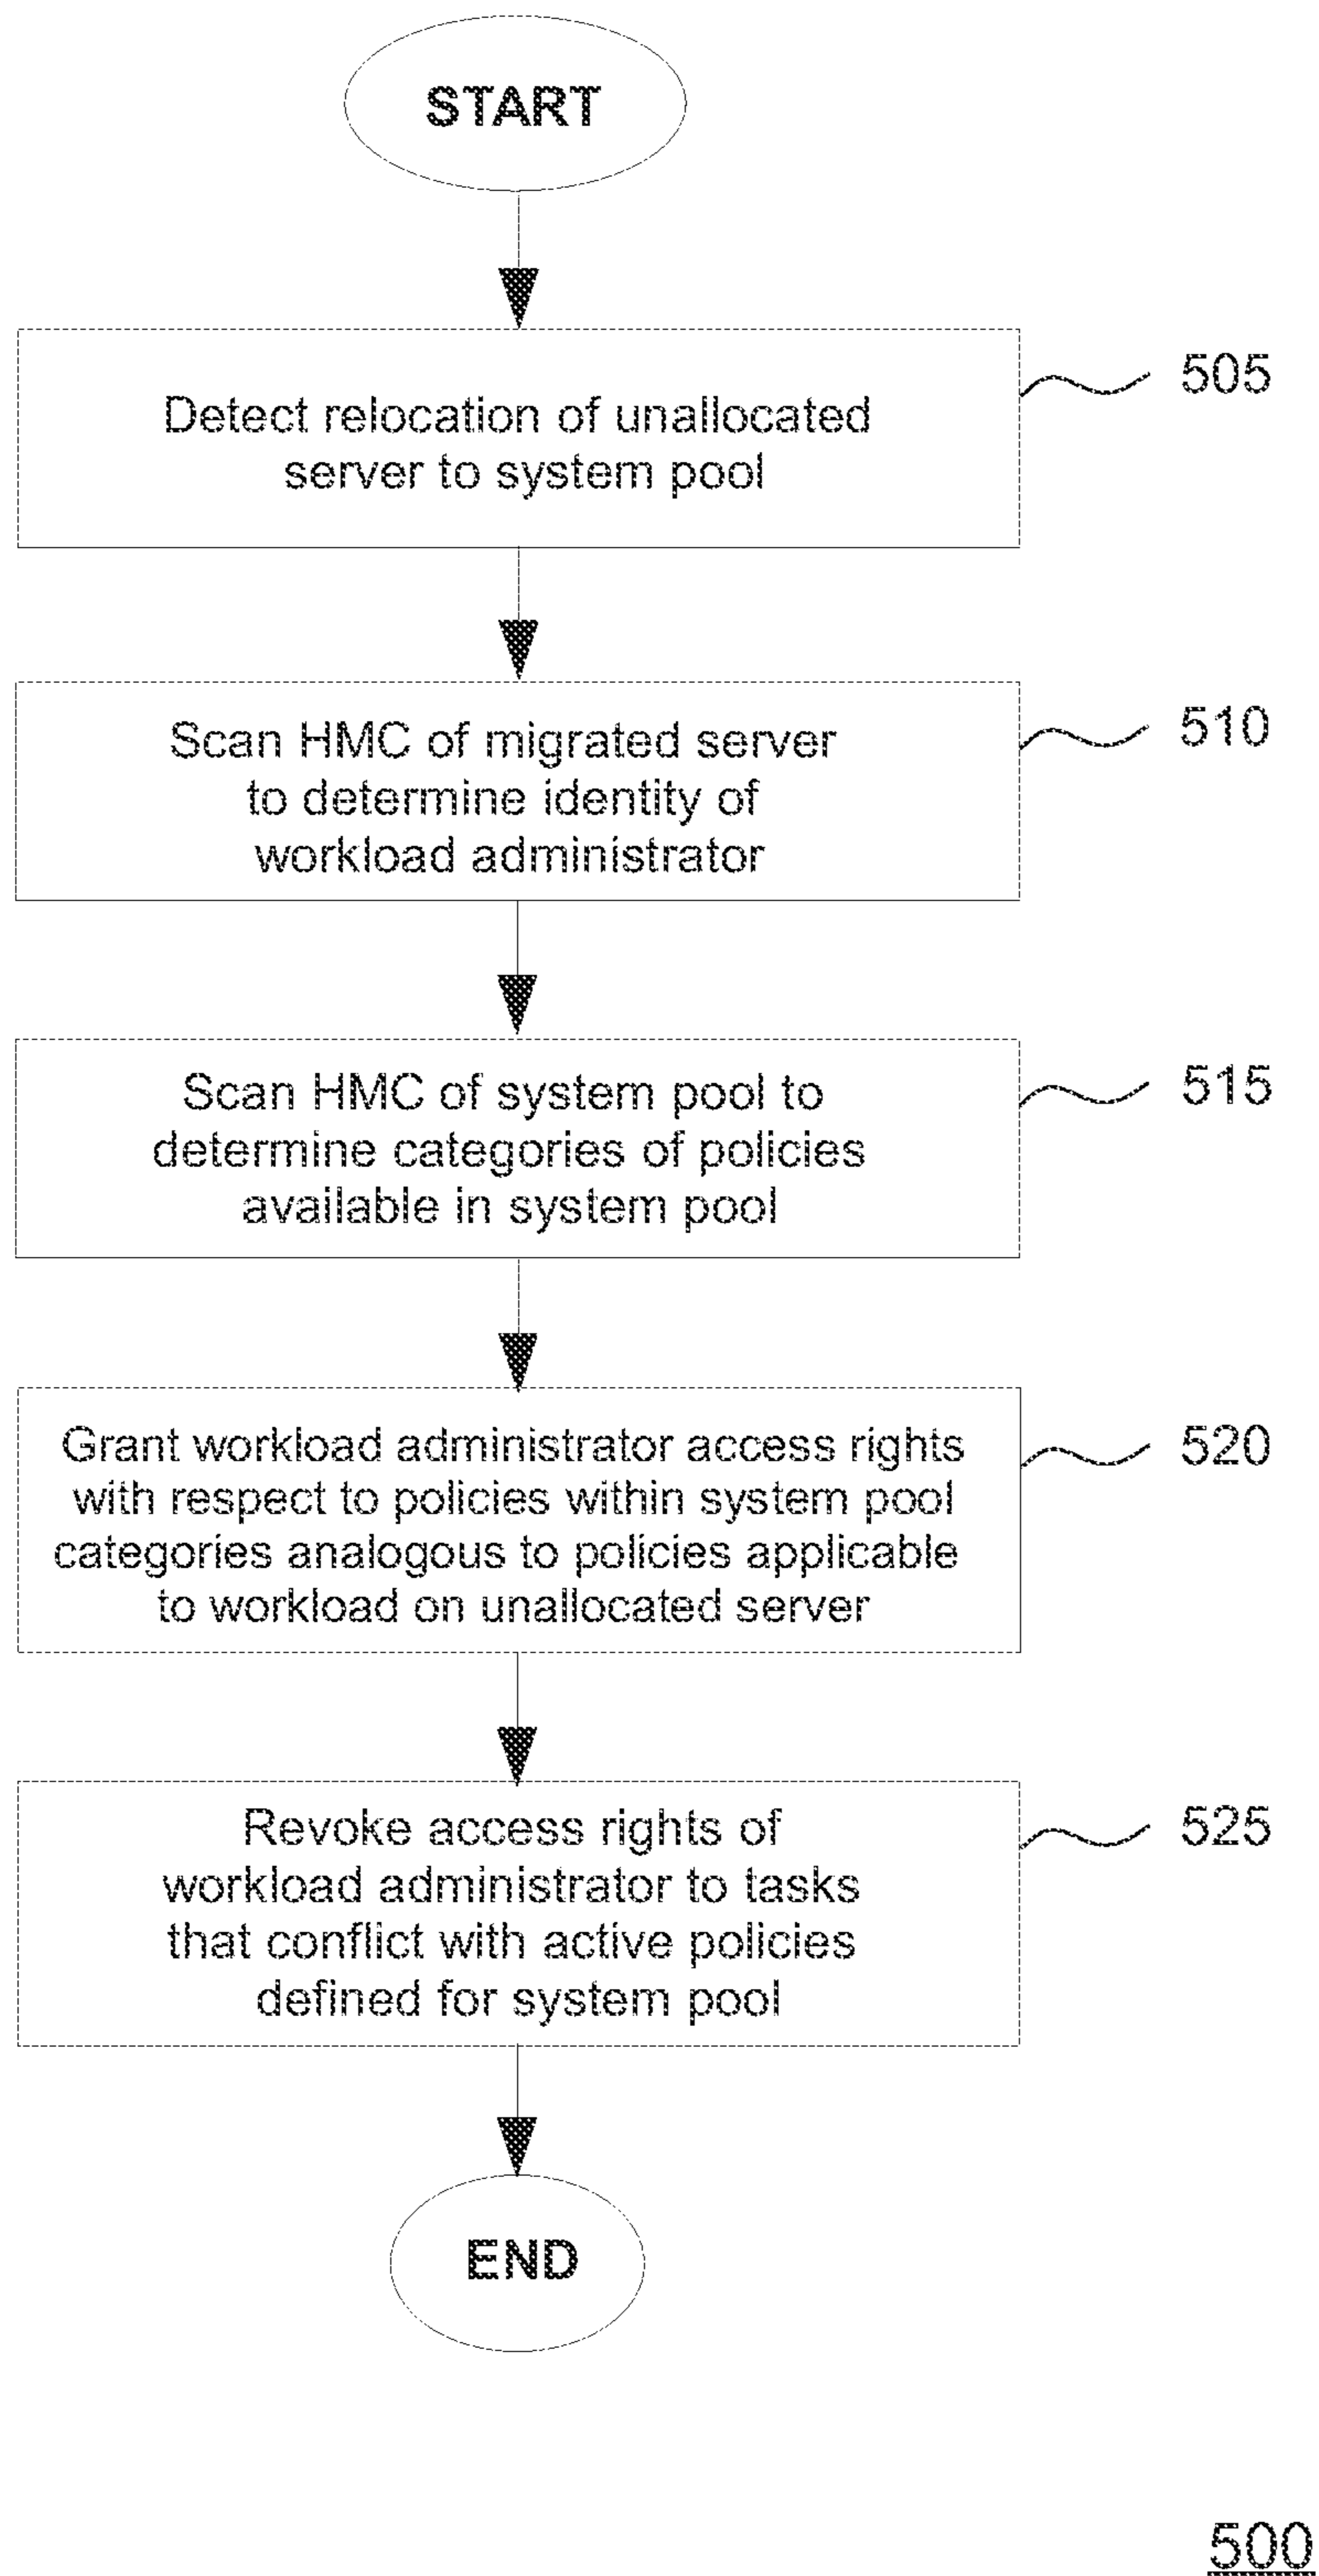 START
Detect relocation of unallocated
server to system pool
505
Scan HMC of migrated server
to determine identity of
workload administrator
510
Scan HMC of system pool to
determine categories of policies
available in system pool
515
Grant workload administrator access rights
with respect to policies within system pool
categories analogous to policies applicable
to workload on unallocated server
520
Revoke access rights of
workload administrator to tasks
that conflict with active policies
defined for system pool
525
END
500